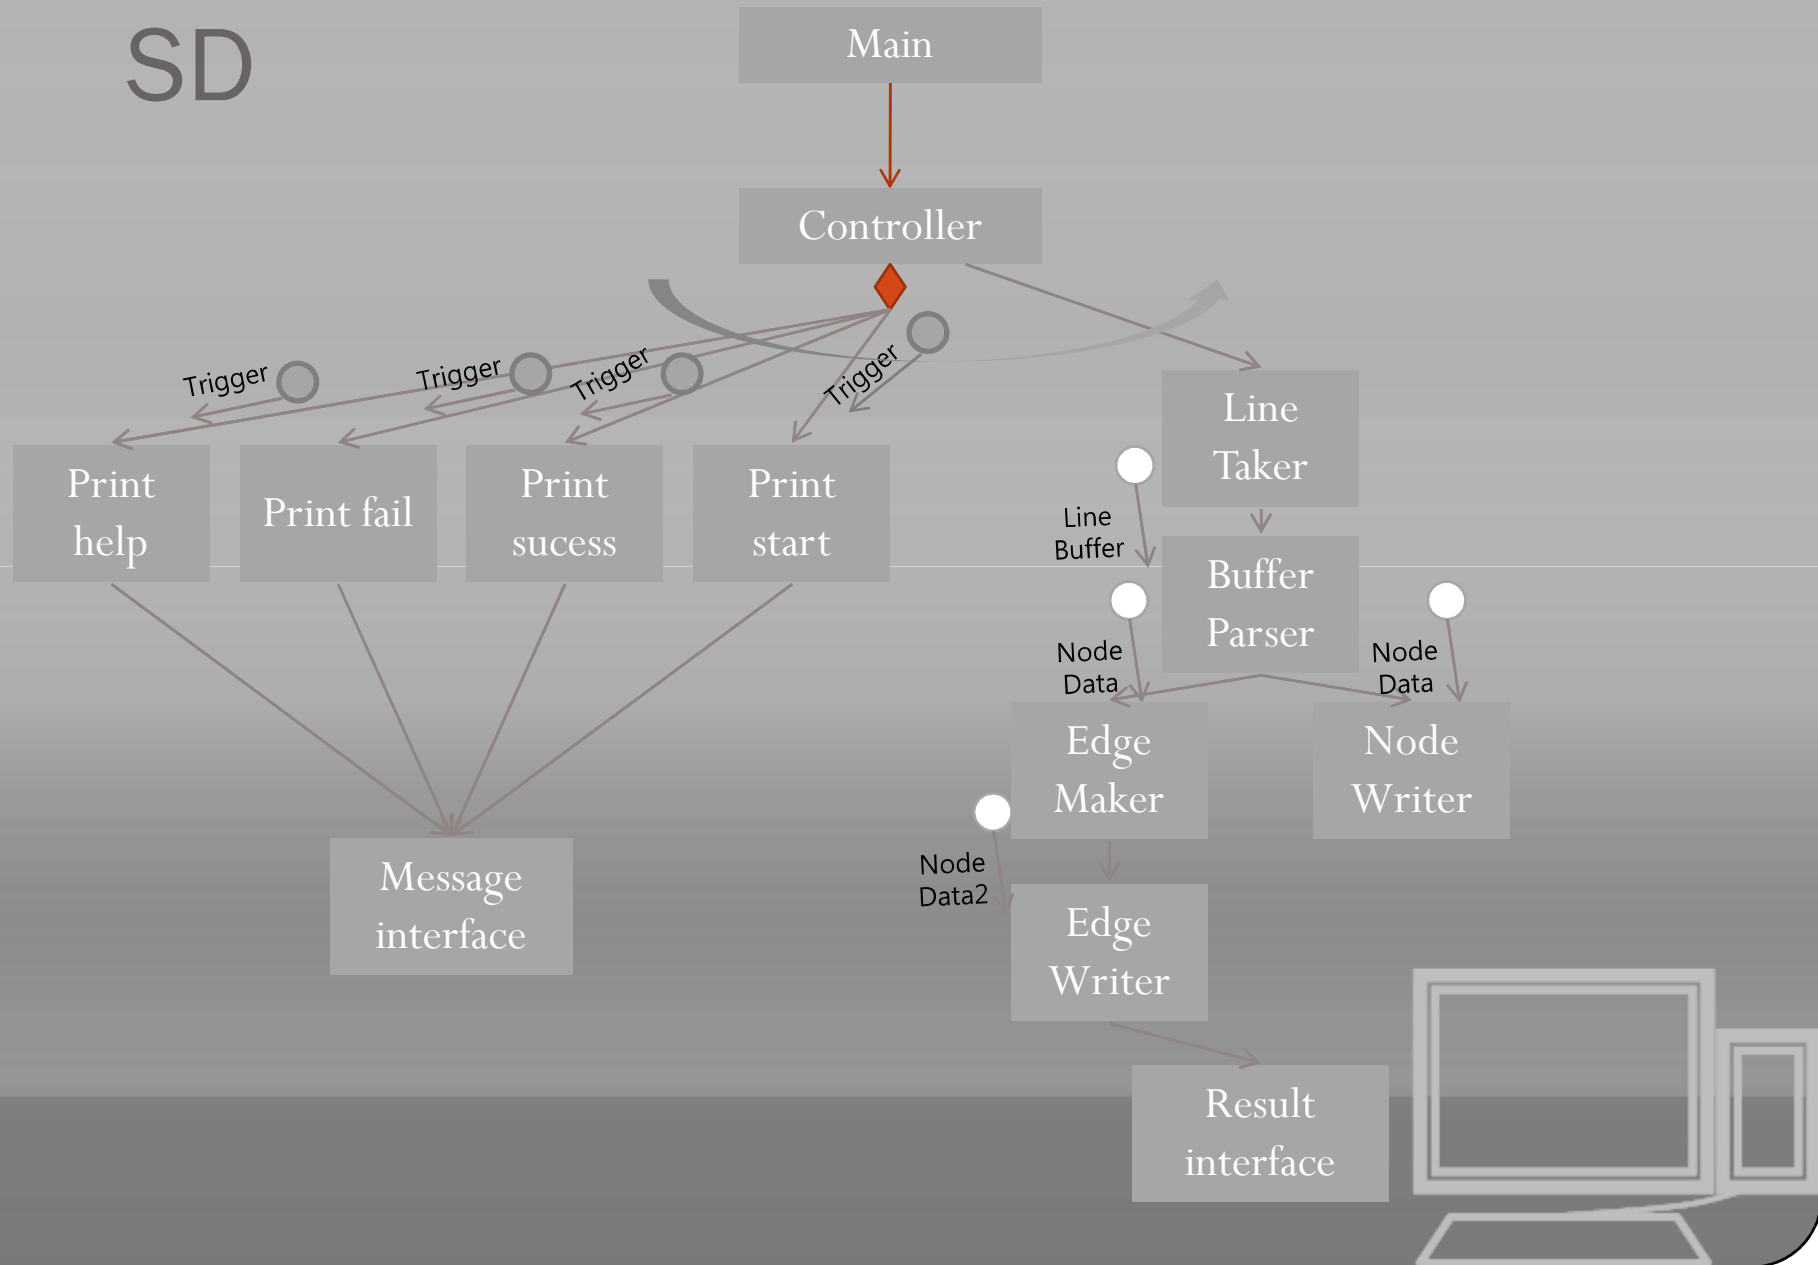 SD
Main
Controller
Trigger
Trigger
Trigger
Trigger
Line
Taker
Print
help
Print fail
Print
sucess
Print
start
Line
Buffer
Buffer
Parser
Node
Data
Node
Data
Edge
Maker
Node
Writer
Node
Data2
Message
interface
Edge
Writer
Result
interface